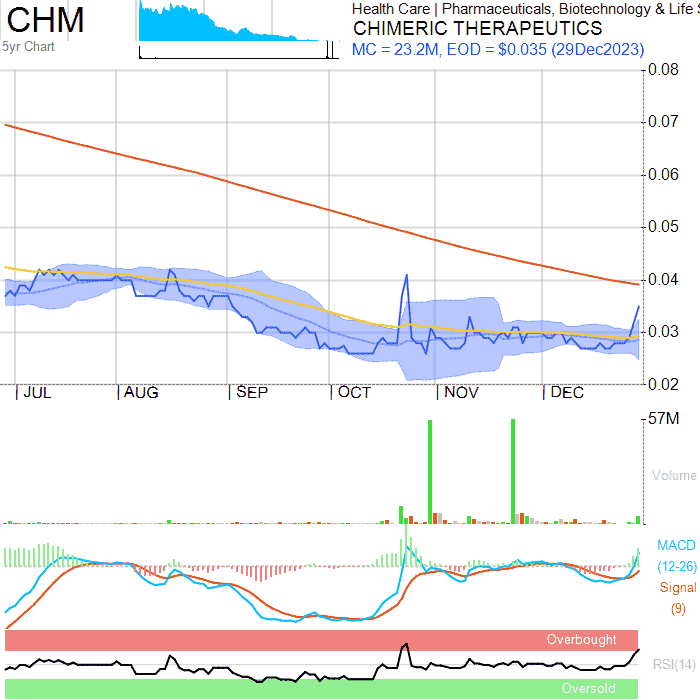 CHM
5yr Chart
Health Care | Pharmaceuticals, Biotechnology & Life S
CHIMERIC THERAPEUTICS
MC = 23.2M, EOD = $0.035 (29Dec2023)
0.08
0.07
0.06
0.05
0.04
0.03
0.02
JUL AUG SEP OCT NOV DEC
57M
Volume
MACD
(12-26)
Signal
(9)
Overbought
RSI(14)
Oversold